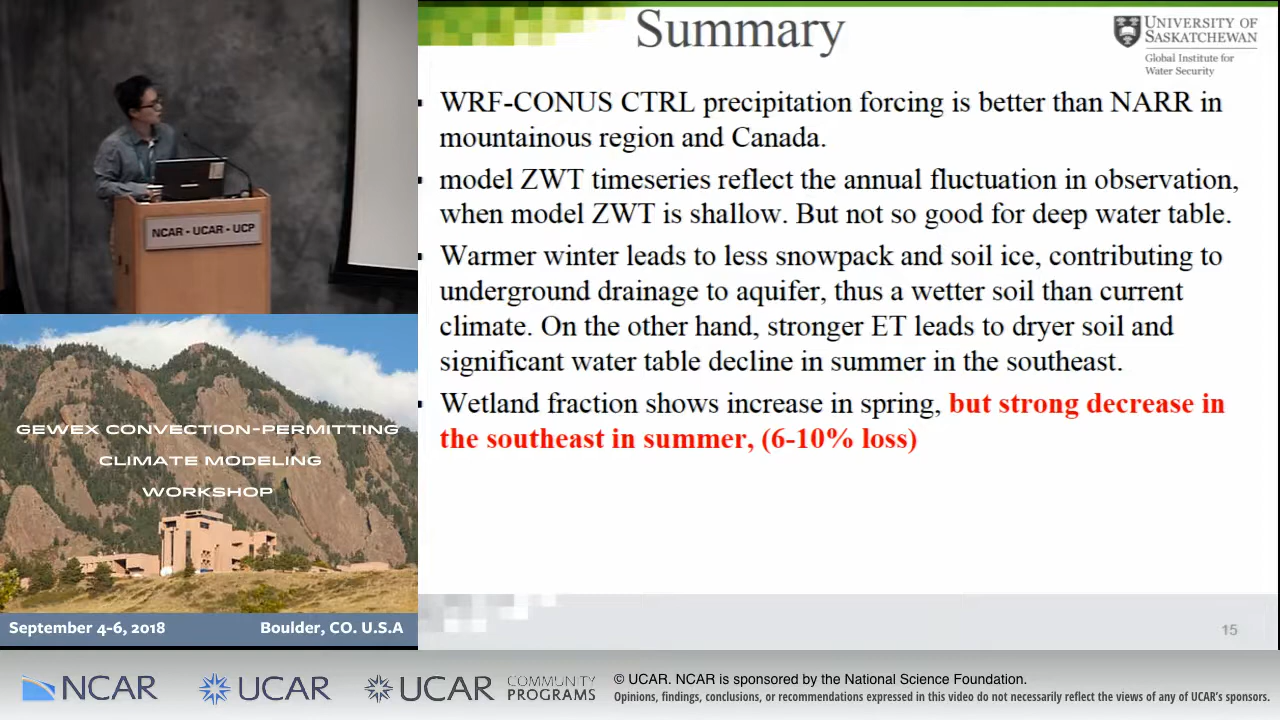 Summary
UNIVERSITY OF
SASKATCHEWAN
Global Institute for
Water Security
WRF-CONUS CTRL precipitation forcing is better than NARR in
mountainous region and Canada.
model ZWT timeseries reflect the annual fluctuation in observation,
when model ZWT is shallow. But not so good for deep water table.
Warmer winter leads to less snowpack and soil ice, contributing to
underground drainage to aquifer, thus a wetter soil than current
climate. On the other hand, stronger ET leads to dryer soil and
significant water table decline in summer in the southeast.
Wetland fraction shows increase in spring, but strong decrease in
the southeast in summer, (6-10% loss)
15
NCAR - UCAR - UCP
GEWEX CONVECTION-PERMITTING
CLIMATE MODELING
WORKSHOP
September 4-6, 2018 Boulder, CO. U.S.A
NCAR
UCAR
UCAR
COMMUNITY
PROGRAMS
© UCAR. NCAR is sponsored by the National Science Foundation.
Opinions, findings, conclusions, or recommendations expressed in this video do not necessarily reflect the views of any of UCAR's sponsors.